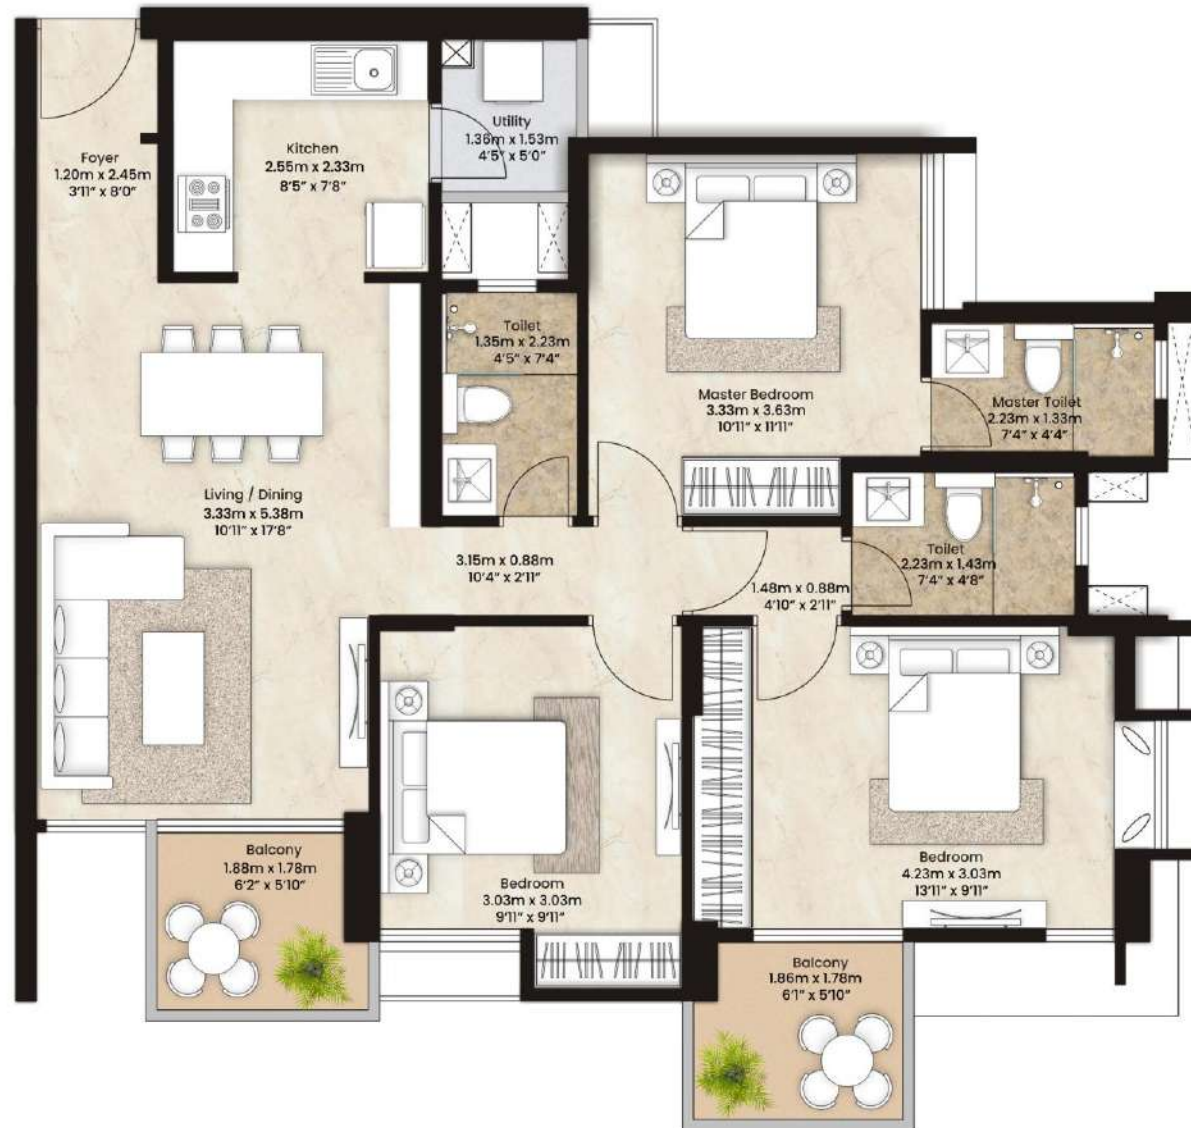 Foyer
1.20m x 2.45m
3'11" x 8'0"
Kitchen
2.55m x 2.33m
8'5" x 7'8"
Utility
1.36m x 1.53m
4'5" x 5'0"
Toilet
1.35m x 2.23m
4'5" x 7'4"
Master Bedroom
3.33m x 3.63m
10'11" x 11'11"
Master Toilet
2.23m x 1.33m
7'4" x 4'4"
Living / Dining
3.33m x 5.38m
10'11" x 17'8"
3.15m x 0.88m
10'4" x 2'11"
1.48m x 0.88m
4'10" x 2'11"
Toilet
2.23m x 1.43m
7'4" x 4'8"
Balcony
1.88m x 1.78m
6'2" x 5'10"
Bedroom
3.03m x 3.03m
9'11" x 9'11"
Bedroom
4.23m x 3.03m
13'11" x 9'11"
Balcony
1.86m x 1.78m
6'1" x 5'10"